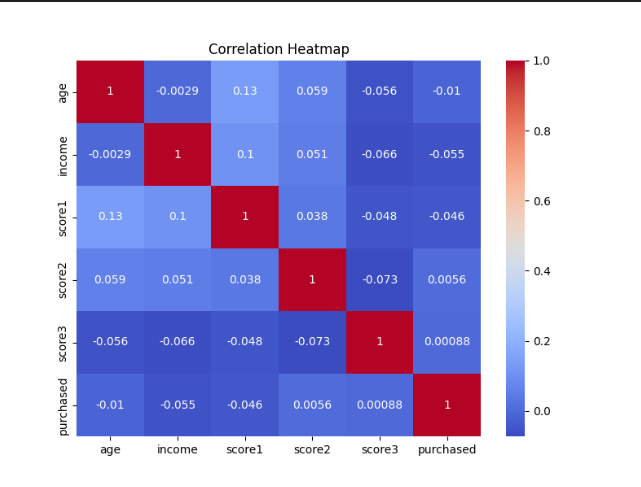 Correlation Heatmap
age 1 -0.0029 0.13 0.059 -0.056 -0.01
income -0.0029 1 0.1 0.051 -0.066 -0.055
score1 0.13 0.1 1 0.038 -0.048 -0.046
score2 0.059 0.051 0.038 1 -0.073 0.0056
score3 -0.056 -0.066 -0.048 -0.073 1 0.00088
purchased -0.01 -0.055 -0.046 0.0056 0.00088 1
age income score1 score2 score3 purchased
1.0
0.8
0.6
0.4
0.2
0.0